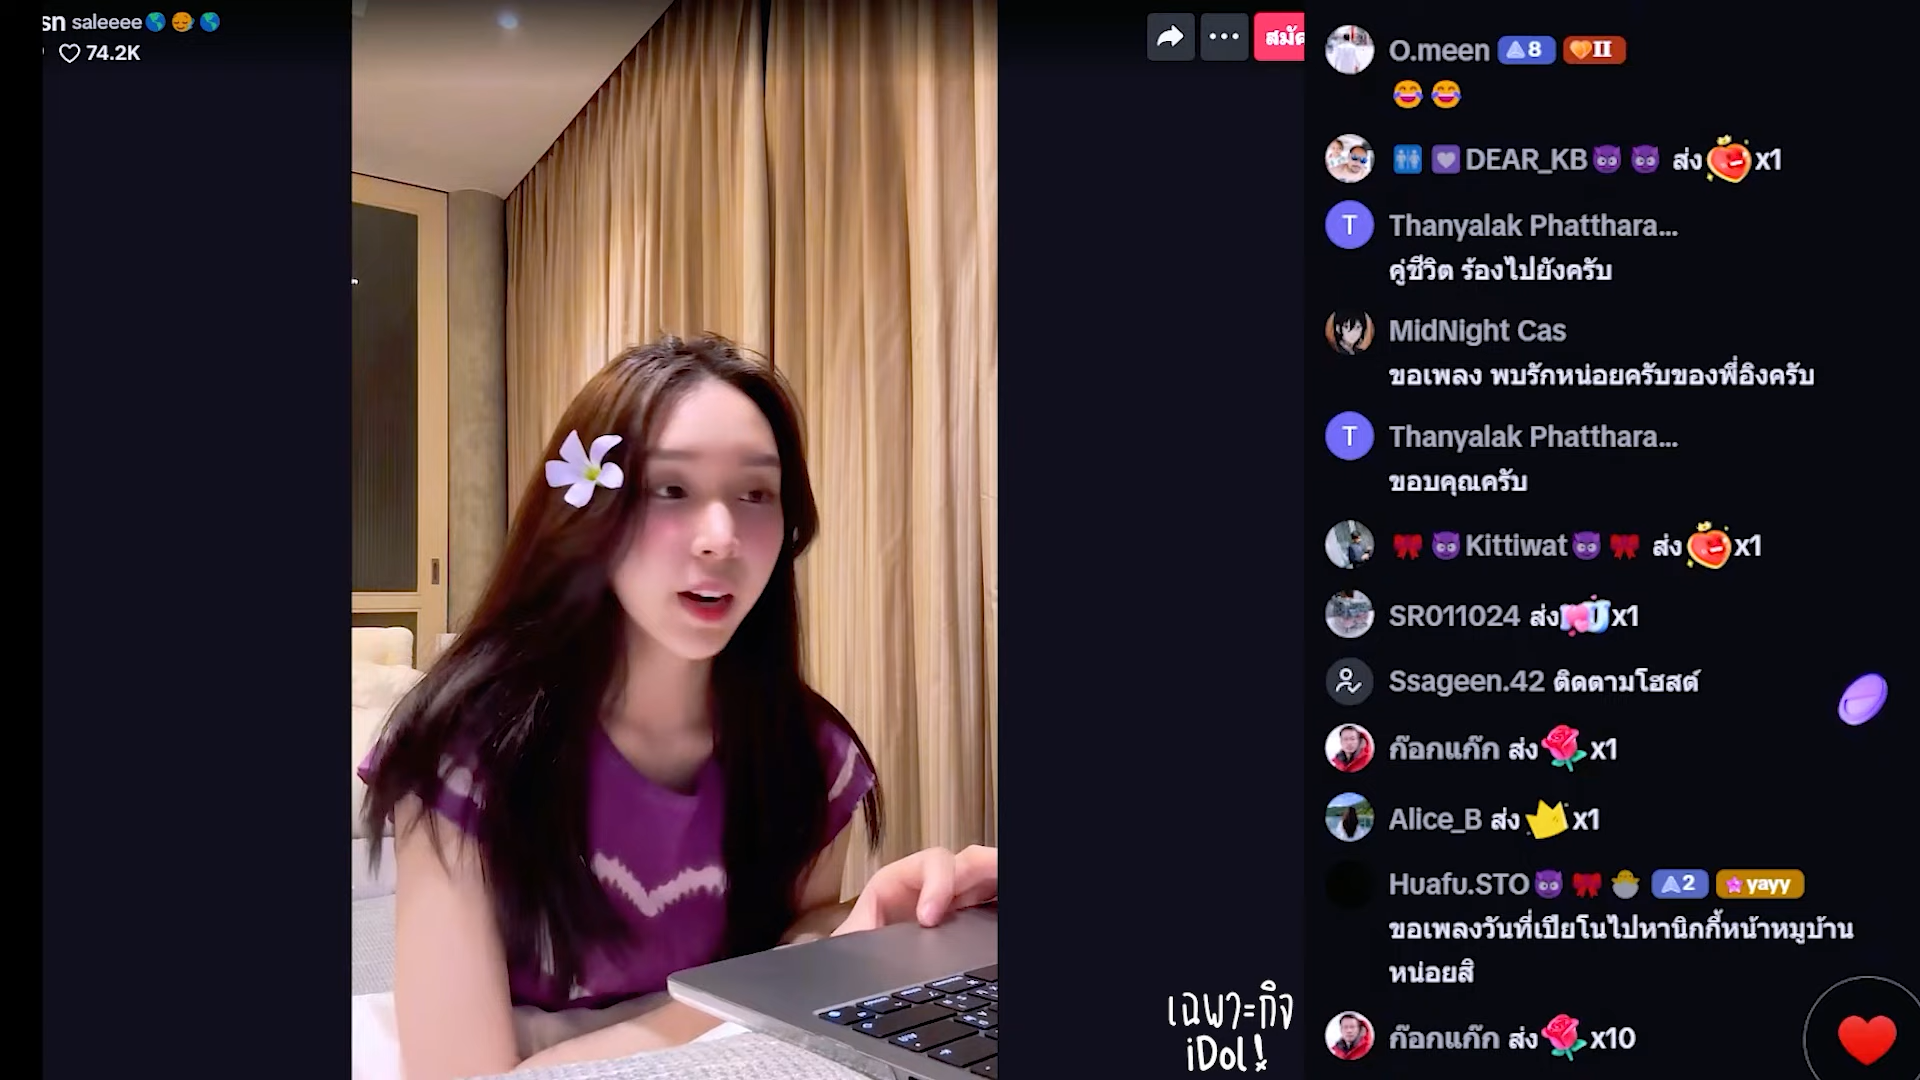 sn saleeee🌎🥵🌎
74.2K
สมัค
O.meen 8 II
😂 😂
🚻 💟 DEAR_KB😈 😈 ส่ง x1
Thanyalak Phatthara...
คู่ชีวิต ร้องไปยังครับ
MidNight Cas
ขอเพลง พบรักหน่อยครับของพี่อิงครับ
T Thanyalak Phatthara...
ขอบคุณครับ
🎀 😈Kittiwat😈 🎀 ส่ง x1
SR011024 ส่ง x1
Ssageen.42 ติดตามโฮสต์
ก๊อกแก๊ก ส่ง x1
Alice_B ส่ง x1
Huafu.STO😈 🎀 🐣 2 yayy
ขอเพลงวันที่เปียโนไปหานิกกี้หน้าหมูบ้าน
หน่อยสิ
ก๊อกแก๊ก ส่ง x10
เฉพาะกิจ
iDol!